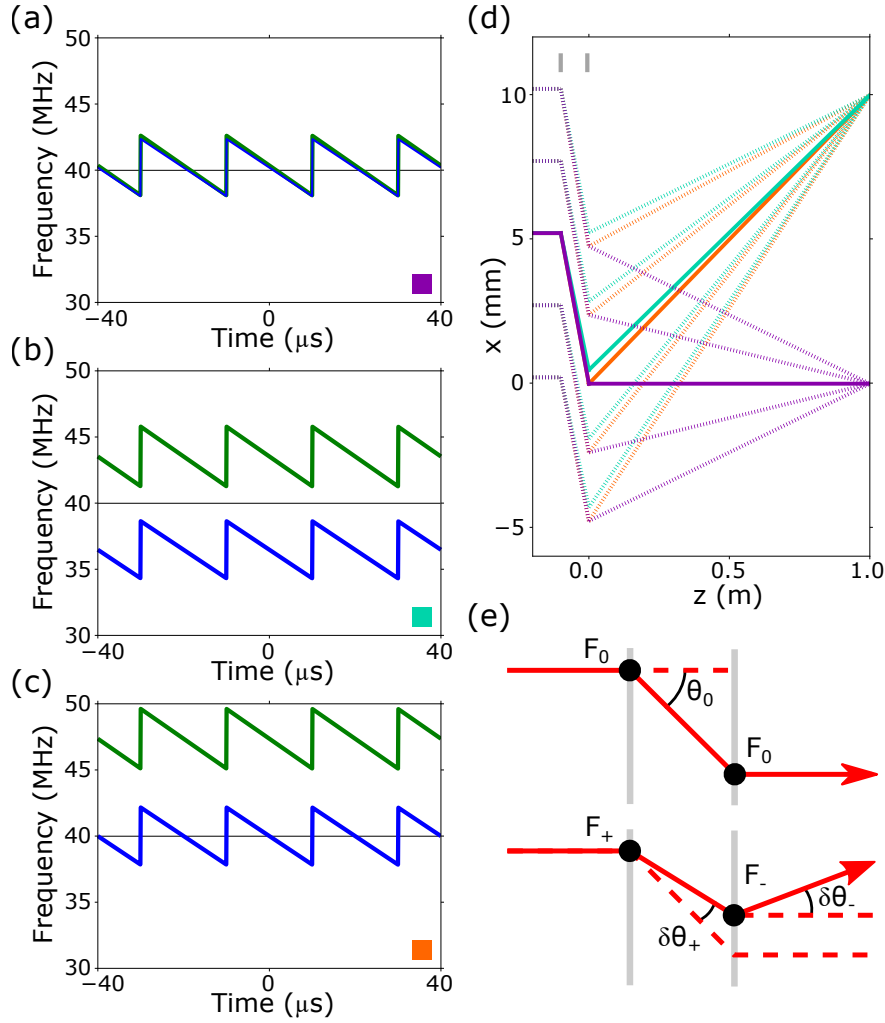 (a)
50
45
40
35
30
Frequency (MHz)
−40
0
40
Time (μs)
(b)
50
45
40
35
30
Frequency (MHz)
−40
0
40
Time (μs)
(c)
50
45
40
35
30
Frequency (MHz)
−40
0
40
Time (μs)
(d)
10
5
0
−5
x (mm)
0.0
0.5
1.0
z (m)
(e)
F₀
θ₀
F₀
F₊
F₋
δθ₊
δθ₋